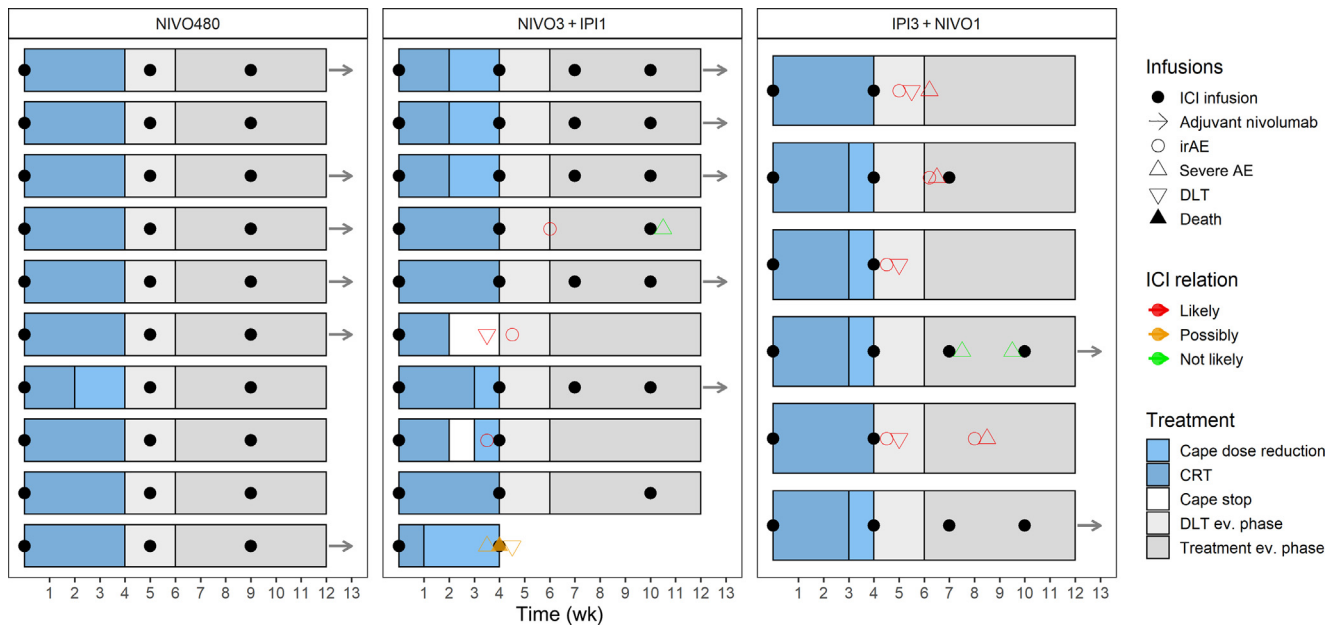 NIVO480
NIVO3 + IPI1
IPI3 + NIVO1
1 2 3 4 5 6 7 8 9 10 11 12 13
1 2 3 4 5 6 7 8 9 10 11 12 13
1 2 3 4 5 6 7 8 9 10 11 12 13
Time (wk)
Infusions
ICI infusion
Adjuvant nivolumab
irAE
Severe AE
DLT
Death
ICI relation
Likely
Possibly
Not likely
Treatment
Cape dose reduction
CRT
Cape stop
DLT ev. phase
Treatment ev. phase